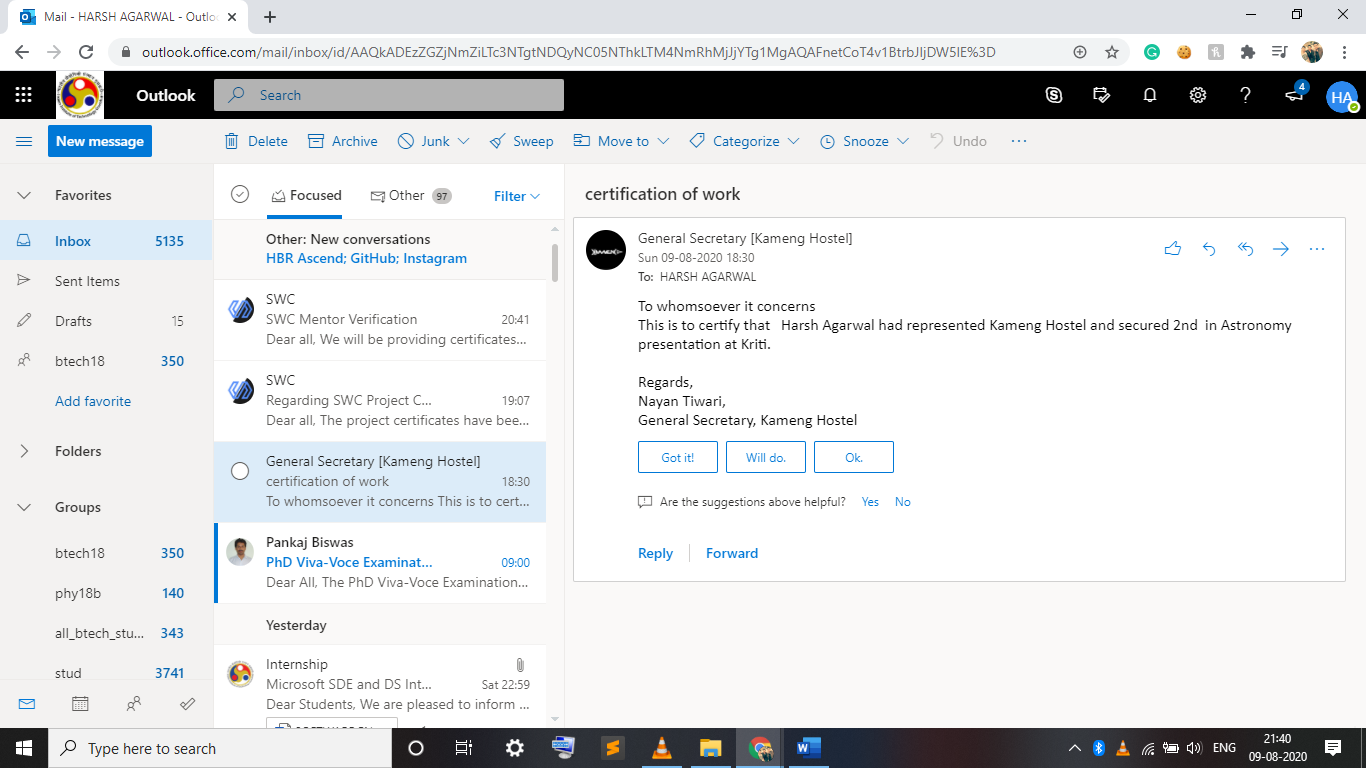 Mail - HARSH AGARWAL - Outlo
outlook.office.com/mail/inbox/id/AAQkADEzZGZjNmZiLTc3NTgtNDQyNC05NThkLTM4NmRhMjJjYTg1MgAQAFnetCoT4v1BtrbJIjDW5IE%3D
Outlook
Search
4
HA
New message
Delete
Archive
Junk
Sweep
Move to
Categorize
Snooze
Undo
Favorites
Inbox 5135
Sent Items
Drafts 15
btech18 350
Add favorite
Folders
Groups
btech18 350
phy18b 140
all_btech_stu... 343
stud 3741
Focused
Other 97
Filter
Other: New conversations
HBR Ascend; GitHub; Instagram
SWC
SWC Mentor Verification 20:41
Dear all, We will be providing certificates...
SWC
Regarding SWC Project C... 19:07
Dear all, The project certificates have bee...
General Secretary [Kameng Hostel]
certification of work 18:30
To whomsoever it concerns This is to cert...
Pankaj Biswas
PhD Viva-Voce Examinat... 09:00
Dear All, The PhD Viva-Voce Examination...
Yesterday
Internship
Microsoft SDE and DS Int... Sat 22:59
Dear Students, We are pleased to inform ...
certification of work
General Secretary [Kameng Hostel]
Sun 09-08-2020 18:30
To: HARSH AGARWAL
To whomsoever it concerns
This is to certify that Harsh Agarwal had represented Kameng Hostel and secured 2nd in Astronomy
presentation at Kriti.
Regards,
Nayan Tiwari,
General Secretary, Kameng Hostel
Got it!
Will do.
Ok.
Are the suggestions above helpful? Yes No
Reply
Forward
Type here to search
ENG
21:40
09-08-2020